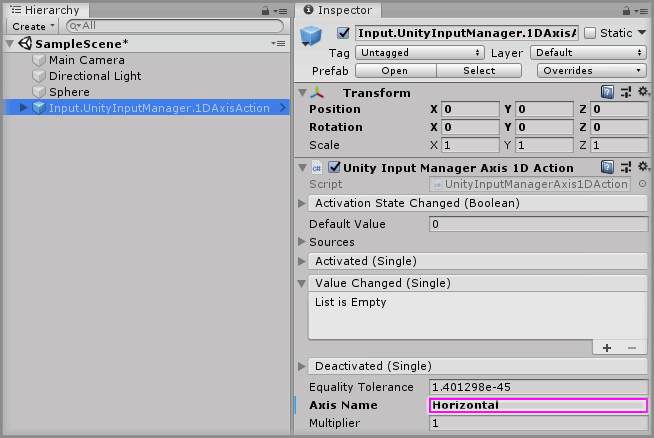 Hierarchy
Create
All
SampleScene*
Main Camera
Directional Light
Sphere
Input.UnityInputManager.1DAxisAction
Inspector
Input.UnityInputManager.1DAxisA
Static
Tag Untagged Layer Default
Prefab Open Select Overrides
Transform
Position X 0 Y 0 Z 0
Rotation X 0 Y 0 Z 0
Scale X 1 Y 1 Z 1
Unity Input Manager Axis 1D Action
Script UnityInputManagerAxis1DAction
Activation State Changed (Boolean)
Default Value 0
Sources
Activated (Single)
Value Changed (Single)
List is Empty
+ −
Deactivated (Single)
Equality Tolerance 1.401298e-45
Axis Name Horizontal
Multiplier 1